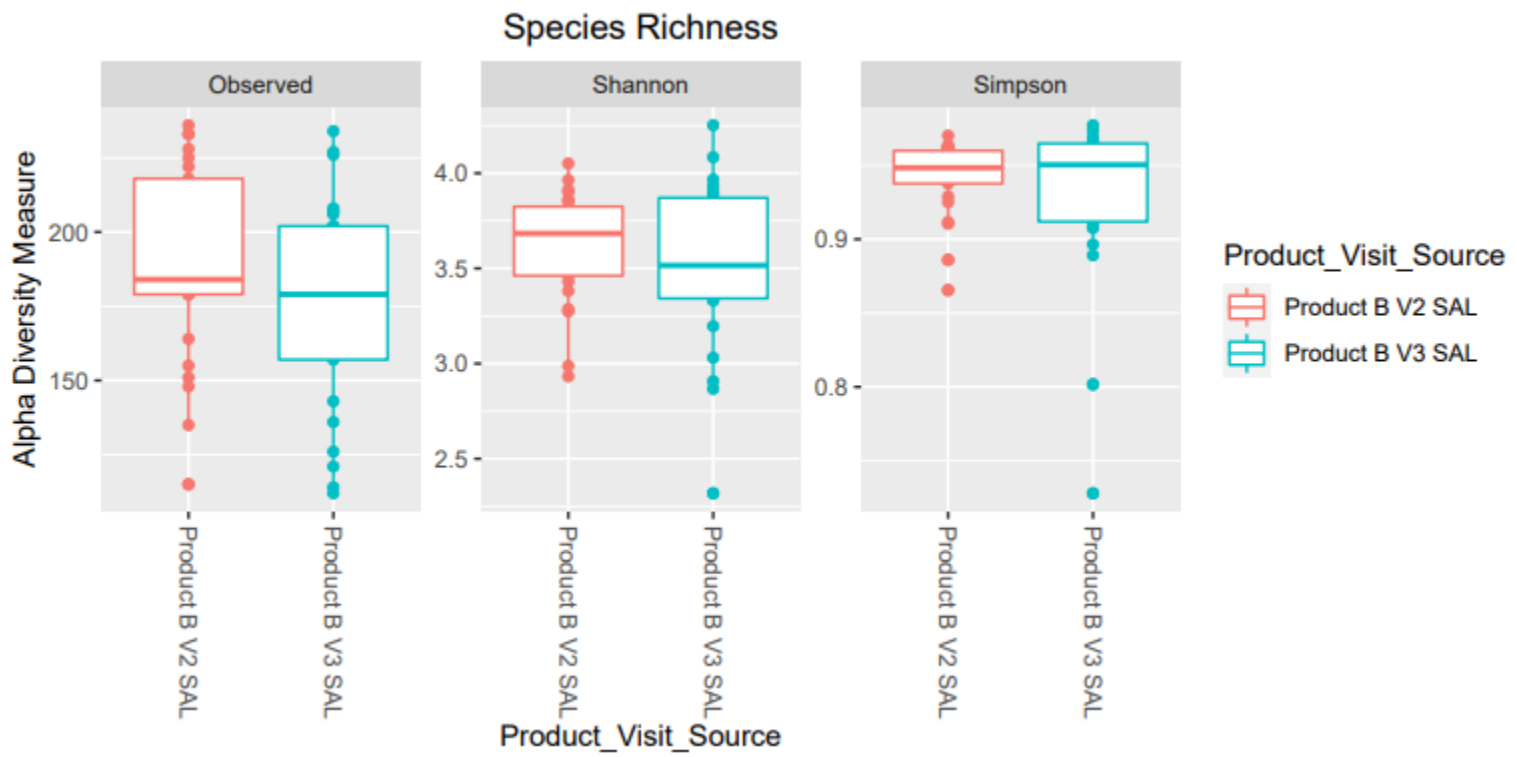 Species Richness
Observed
Shannon
Simpson
Alpha Diversity Measure
200
150
4.0
3.5
3.0
2.5
0.9
0.8
Product B V2 SAL
Product B V3 SAL
Product B V2 SAL
Product B V3 SAL
Product B V2 SAL
Product B V3 SAL
Product_Visit_Source
Product_Visit_Source
Product B V2 SAL
Product B V3 SAL